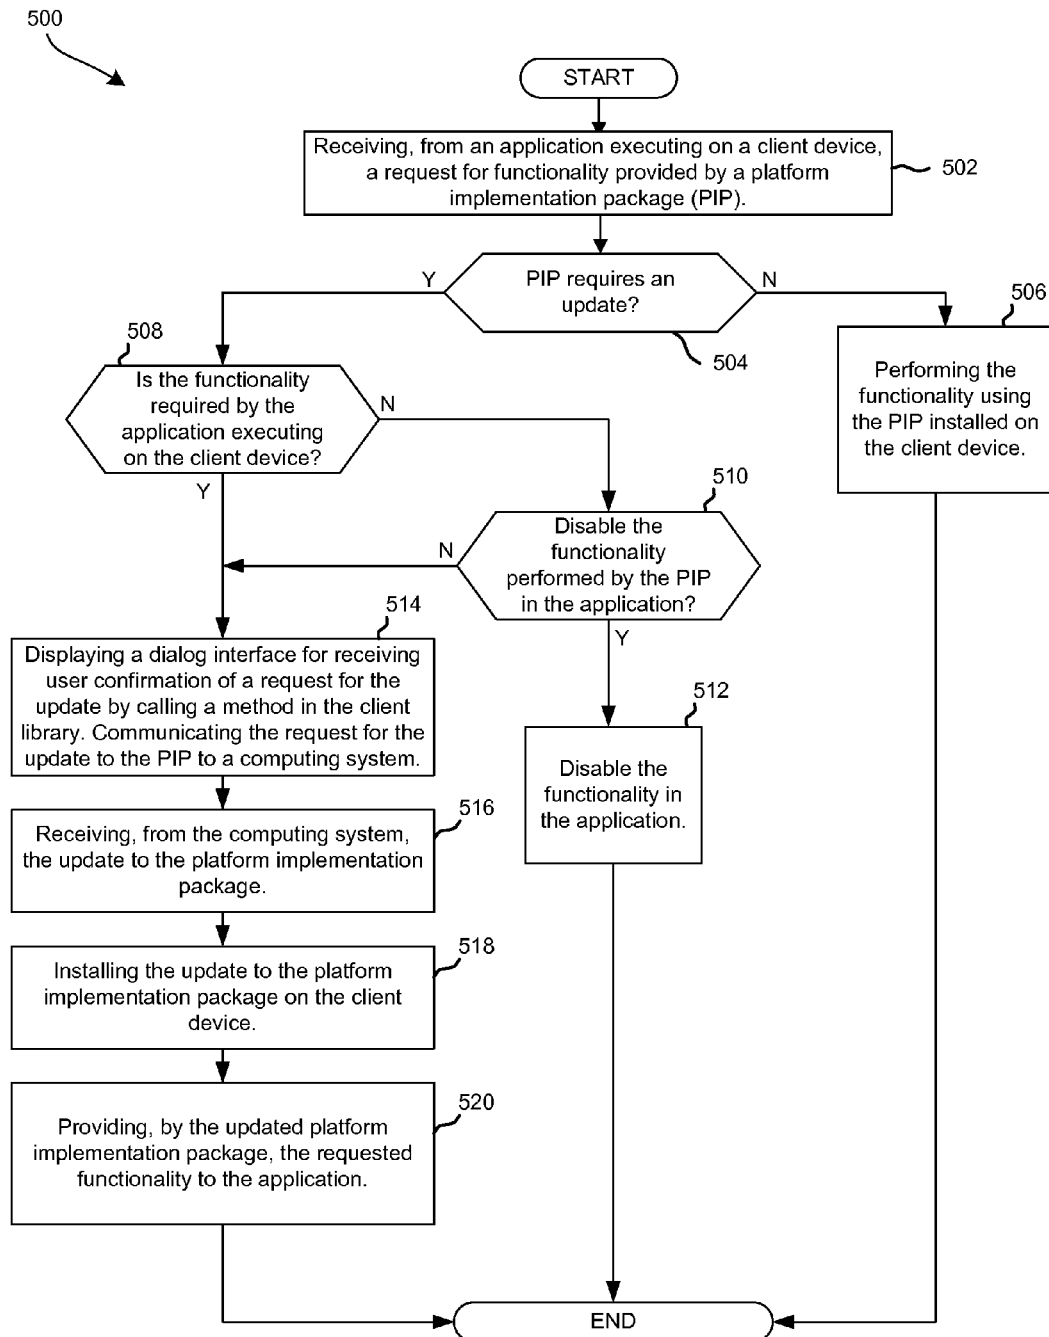 500
START
Receiving, from an application executing on a client device,
a request for functionality provided by a platform
implementation package (PIP).
502
Y
PIP requires an
update?
N
504
506
Performing the
functionality using
the PIP installed on
the client device.
508
Is the functionality
required by the
application executing
on the client device?
N
Y
510
Disable the
functionality
performed by the PIP
in the application?
N
Y
514
Displaying a dialog interface for receiving
user confirmation of a request for the
update by calling a method in the client
library. Communicating the request for the
update to the PIP to a computing system.
512
Disable the
functionality in
the application.
516
Receiving, from the computing system,
the update to the platform implementation
package.
518
Installing the update to the platform
implementation package on the client
device.
520
Providing, by the updated platform
implementation package, the requested
functionality to the application.
END